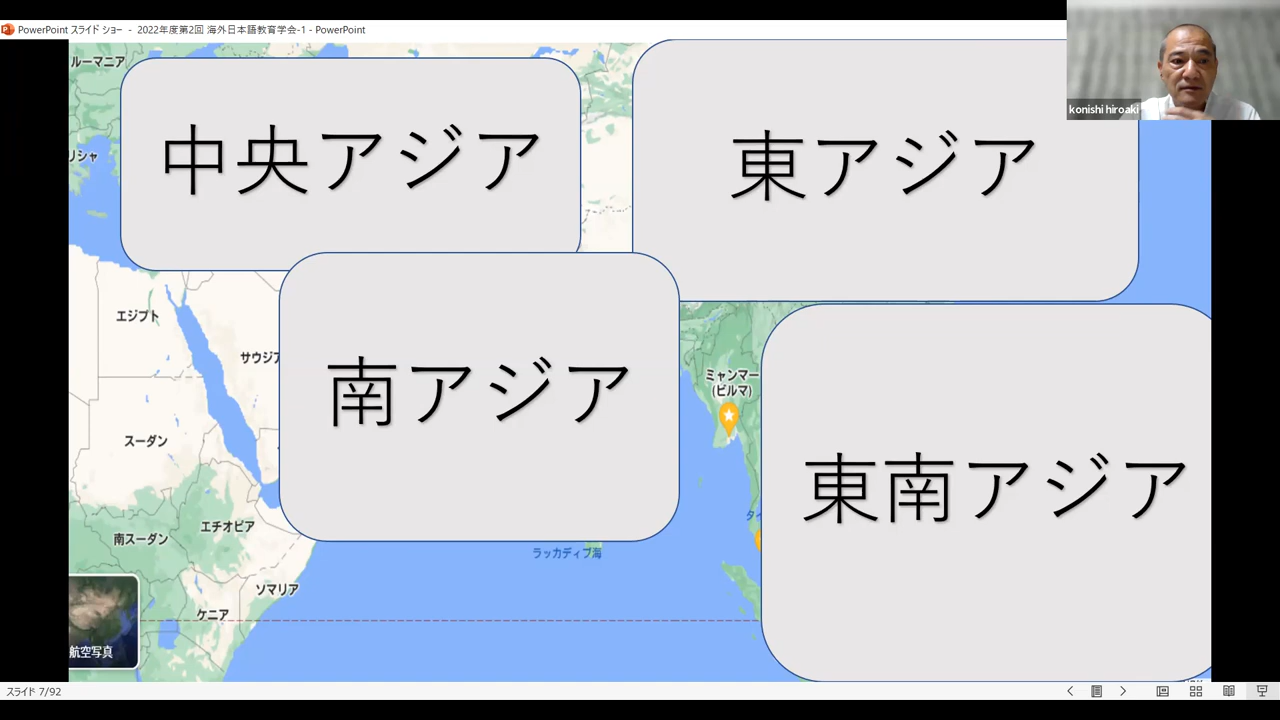 PowerPoint スライド ショー - 2022年度第2回 海外日本語教育学会-1 - PowerPoint
konishi hiroaki
ルーマニア
中央アジア
東アジア
リシャ
エジプト
サウジア
南アジア
ミャンマー
(ビルマ)
スーダン
東南アジア
タイ
エチオピア
南スーダン
ラッカディブ海
ソマリア
ケニア
航空写真
スライド 7/92